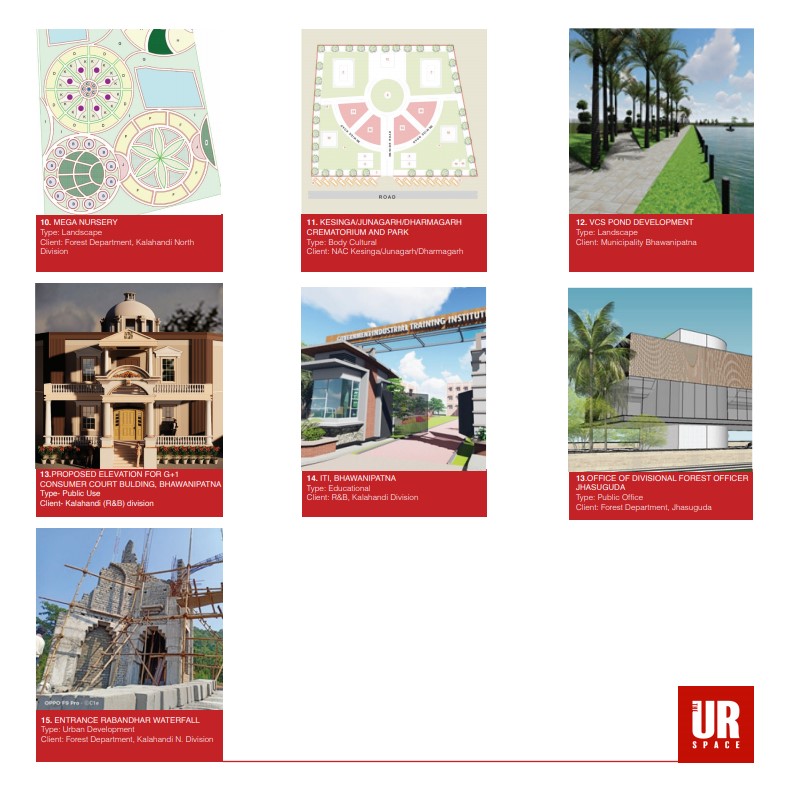 ROAD
10. MEGA NURSERY
Type: Landscape
Client: Forest Department, Kalahandi North
Division
11. KESINGA/JUNAGARH/DHARMAGARH
CREMATORIUM AND PARK
Type: Body Cultural
Client: NAC Kesinga/Junagarh/Dharmagarh
12. VCS POND DEVELOPMENT
Type: Landscape
Client: Municipality Bhawanipatna
13.PROPOSED ELEVATION FOR G+1
CONSUMER COURT BULDING, BHAWANIPATNA
Type- Public Use
Client- Kalahandi (R&B) division
GOVERNMENT INDUSTRIAL TRAINING INSTITUT
14. ITI, BHAWANIPATNA
Type: Educational
Client: R&B, Kalahandi Division
13.OFFICE OF DIVISIONAL FOREST OFFICER
JHASUGUDA
Type: Public Office
Client: Forest Department, Jhasuguda
OPPO F9 Pro · ©C1a
15. ENTRANCE RABANDHAR WATERFALL
Type: Urban Development
Client: Forest Department, Kalahandi N. Division
THE
UR
SPACE